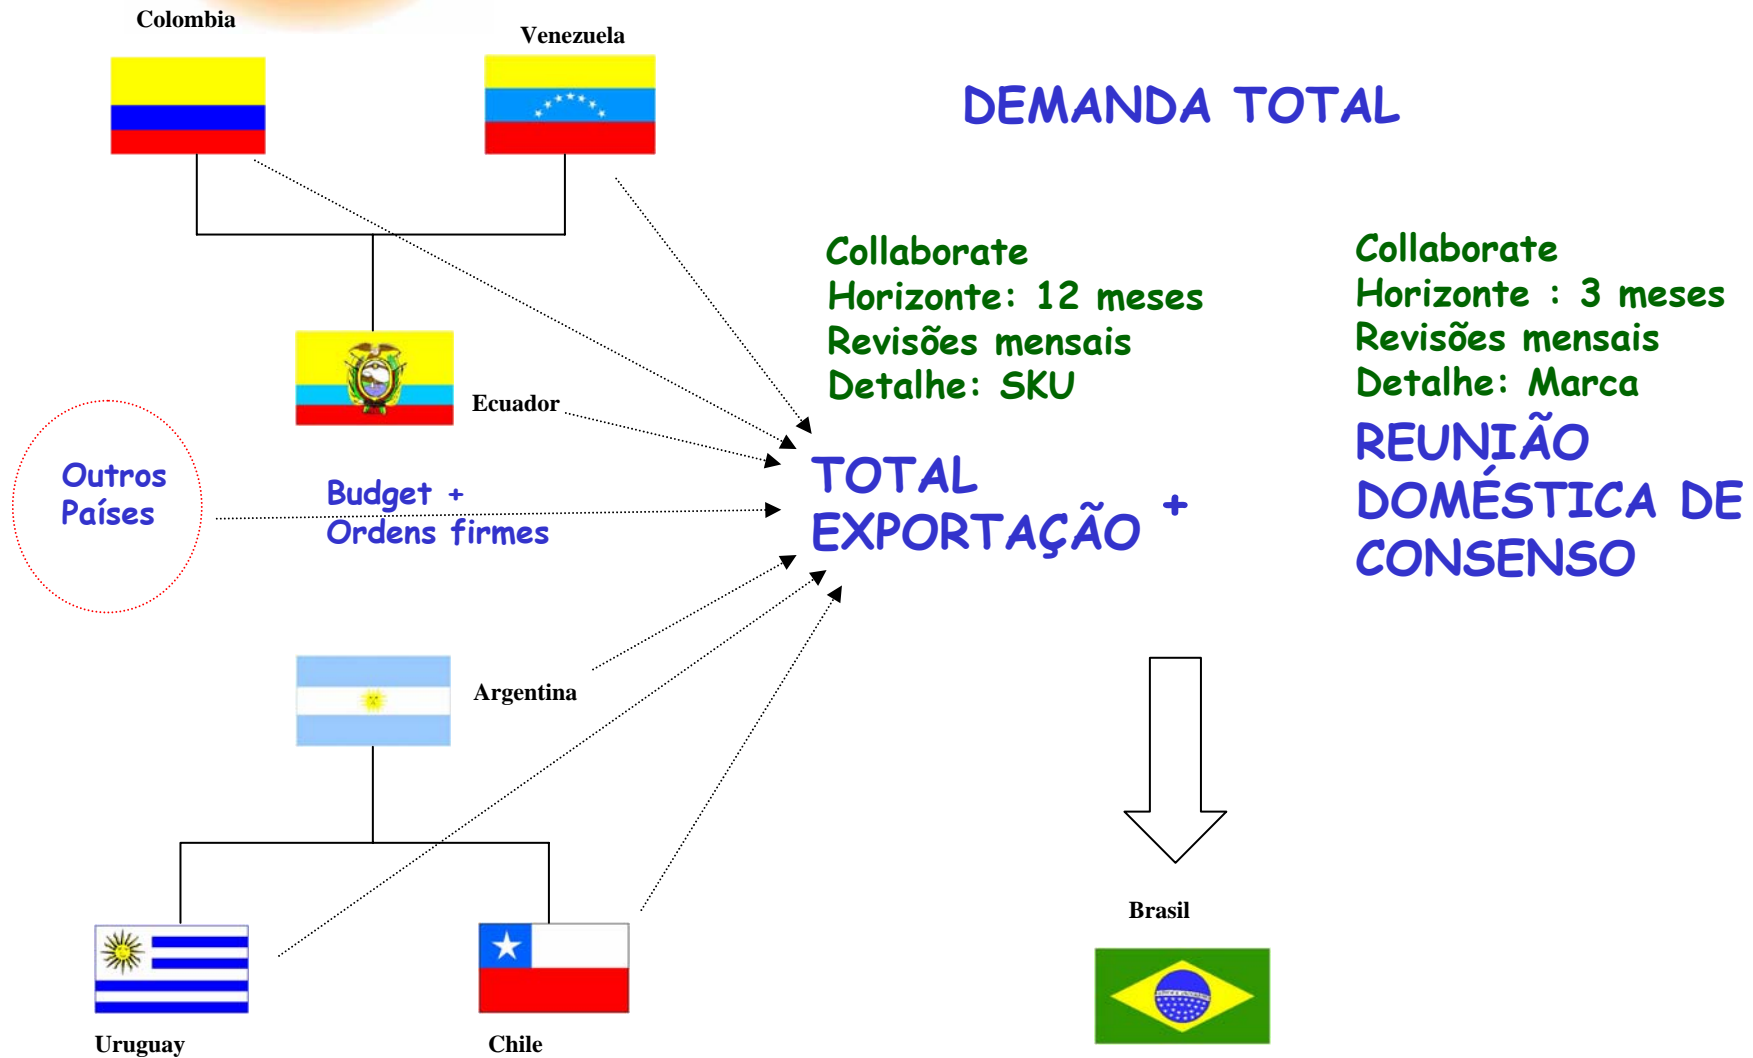 Colombia
Venezuela
DEMANDA TOTAL
Collaborate
Horizonte: 12 meses
Revisões mensais
Detalhe: SKU
Collaborate
Horizonte : 3 meses
Revisões mensais
Detalhe: Marca
Ecuador
Outros
Países
Budget +
Ordens firmes
TOTAL
EXPORTAÇÃO
+
REUNIÃO
DOMÉSTICA DE
CONSENSO
Argentina
Brasil
Uruguay
Chile